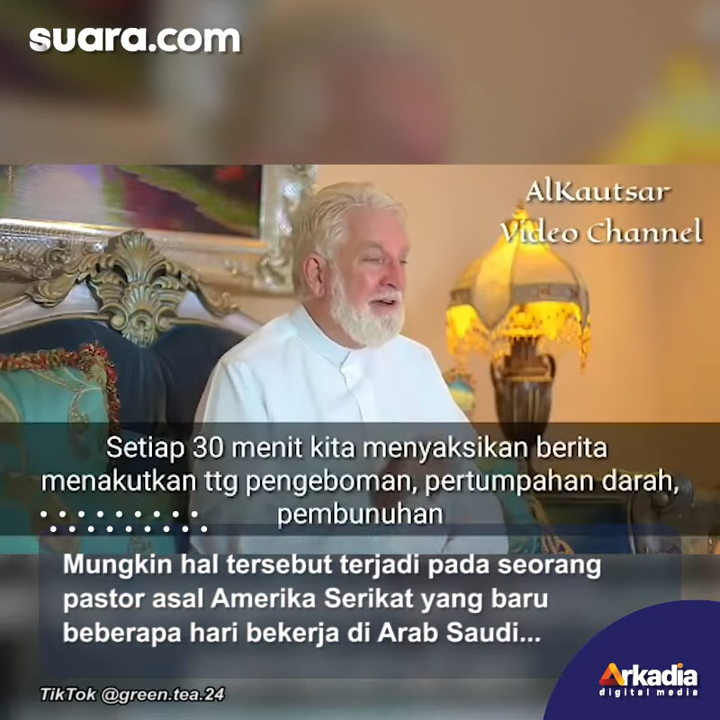 suara.com
AlKautsar
Video Channel
Setiap 30 menit kita menyaksikan berita
menakutkan ttg pengeboman, pertumpahan darah,
pembunuhan
Mungkin hal tersebut terjadi pada seorang
pastor asal Amerika Serikat yang baru
beberapa hari bekerja di Arab Saudi...
Arkadia
digital media
TikTok @green.tea.24